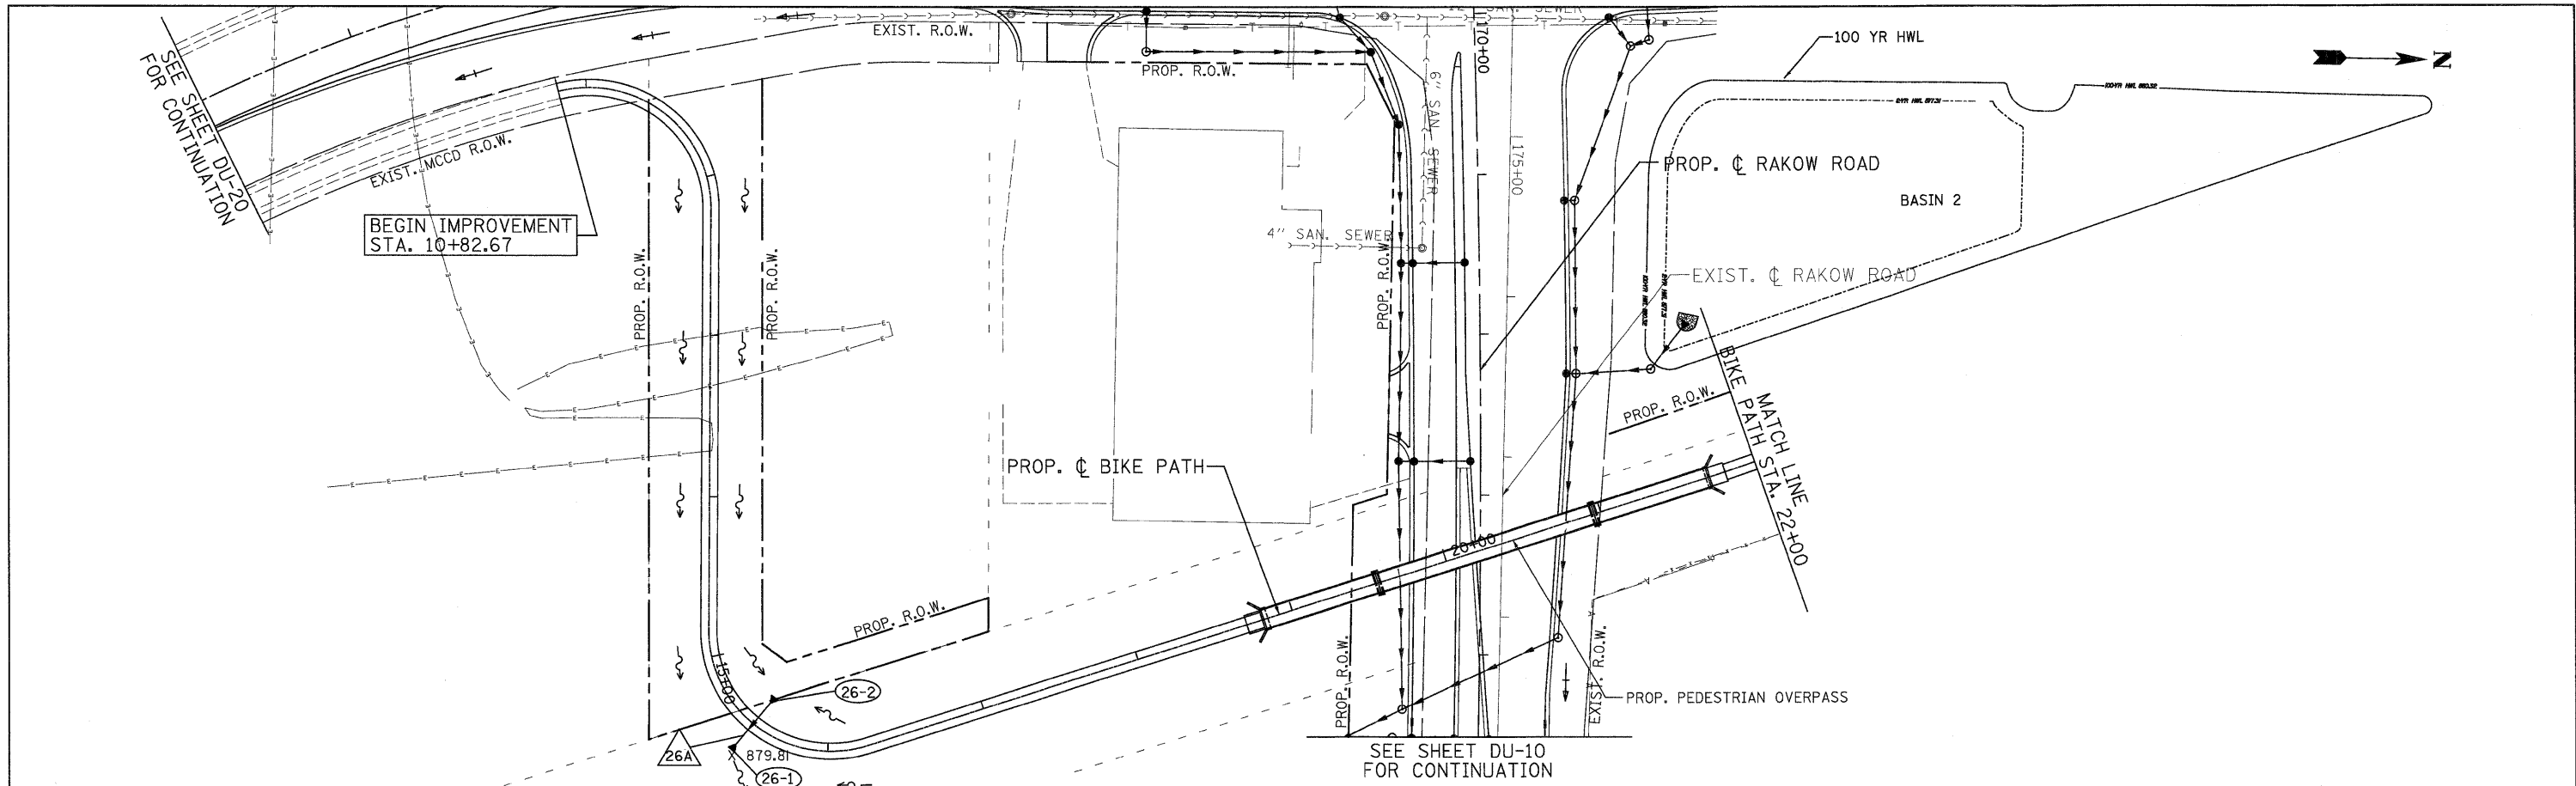 SEE SHEET DU-20
FOR CONTINUATION
EXIST. R.O.W.
EXIST. MCCD R.O.W.
BEGIN IMPROVEMENT
STA. 10+82.67
PROP. R.O.W.
PROP. R.O.W.
PROP. R.O.W.
12" SAN. SEWER
170+00
6" SAN SEWER
175+00
4" SAN. SEWER
PROP. R.O.W.
100 YR HWL
N
PROP. ℄ RAKOW ROAD
BASIN 2
EXIST. ℄ RAKOW ROAD
PROP. R.O.W.
MATCH LINE
BIKE PATH STA. 22+00
PROP. ℄ BIKE PATH
20+00
PROP. R.O.W.
15+00
26-2
26A
X 879.81
26-1
PROP. R.O.W.
EXIST. R.O.W.
PROP. PEDESTRIAN OVERPASS
SEE SHEET DU-10
FOR CONTINUATION